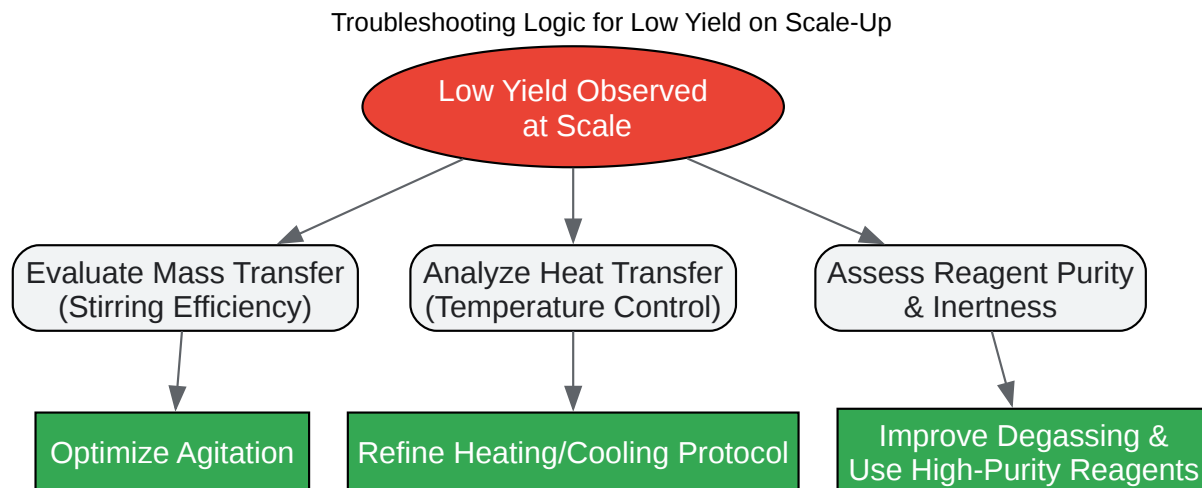 Troubleshooting Logic for Low Yield on Scale-Up
Low Yield Observed
at Scale
Evaluate Mass Transfer
(Stirring Efficiency)
Analyze Heat Transfer
(Temperature Control)
Assess Reagent Purity
& Inertness
Optimize Agitation
Refine Heating/Cooling Protocol
Improve Degassing &
Use High-Purity Reagents